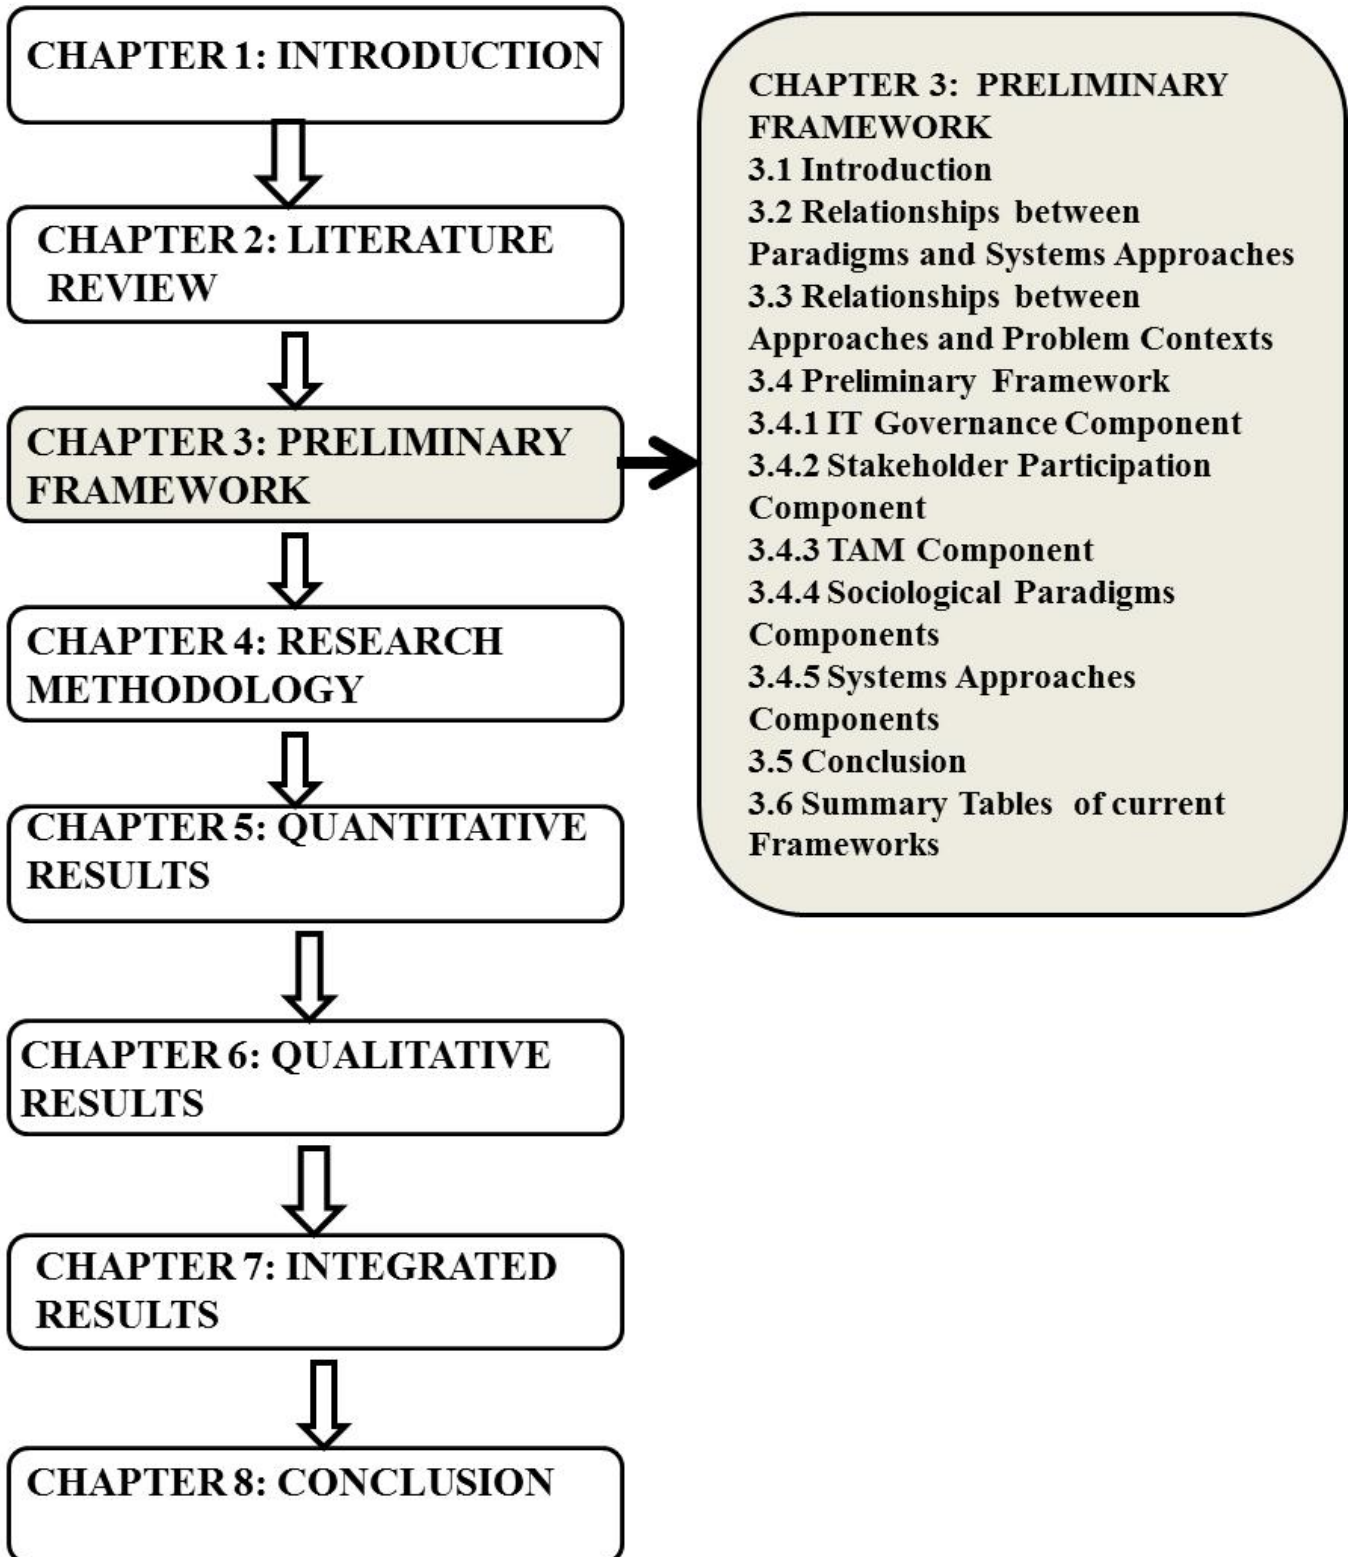 CHAPTER 1: INTRODUCTION
CHAPTER 2: LITERATURE
REVIEW
CHAPTER 3: PRELIMINARY
FRAMEWORK
CHAPTER 4: RESEARCH
METHODOLOGY
CHAPTER 5: QUANTITATIVE
RESULTS
CHAPTER 6: QUALITATIVE
RESULTS
CHAPTER 7: INTEGRATED
RESULTS
CHAPTER 8: CONCLUSION
CHAPTER 3: PRELIMINARY
FRAMEWORK
3.1 Introduction
3.2 Relationships between
Paradigms and Systems Approaches
3.3 Relationships between
Approaches and Problem Contexts
3.4 Preliminary Framework
3.4.1 IT Governance Component
3.4.2 Stakeholder Participation
Component
3.4.3 TAM Component
3.4.4 Sociological Paradigms
Components
3.4.5 Systems Approaches
Components
3.5 Conclusion
3.6 Summary Tables of current
Frameworks